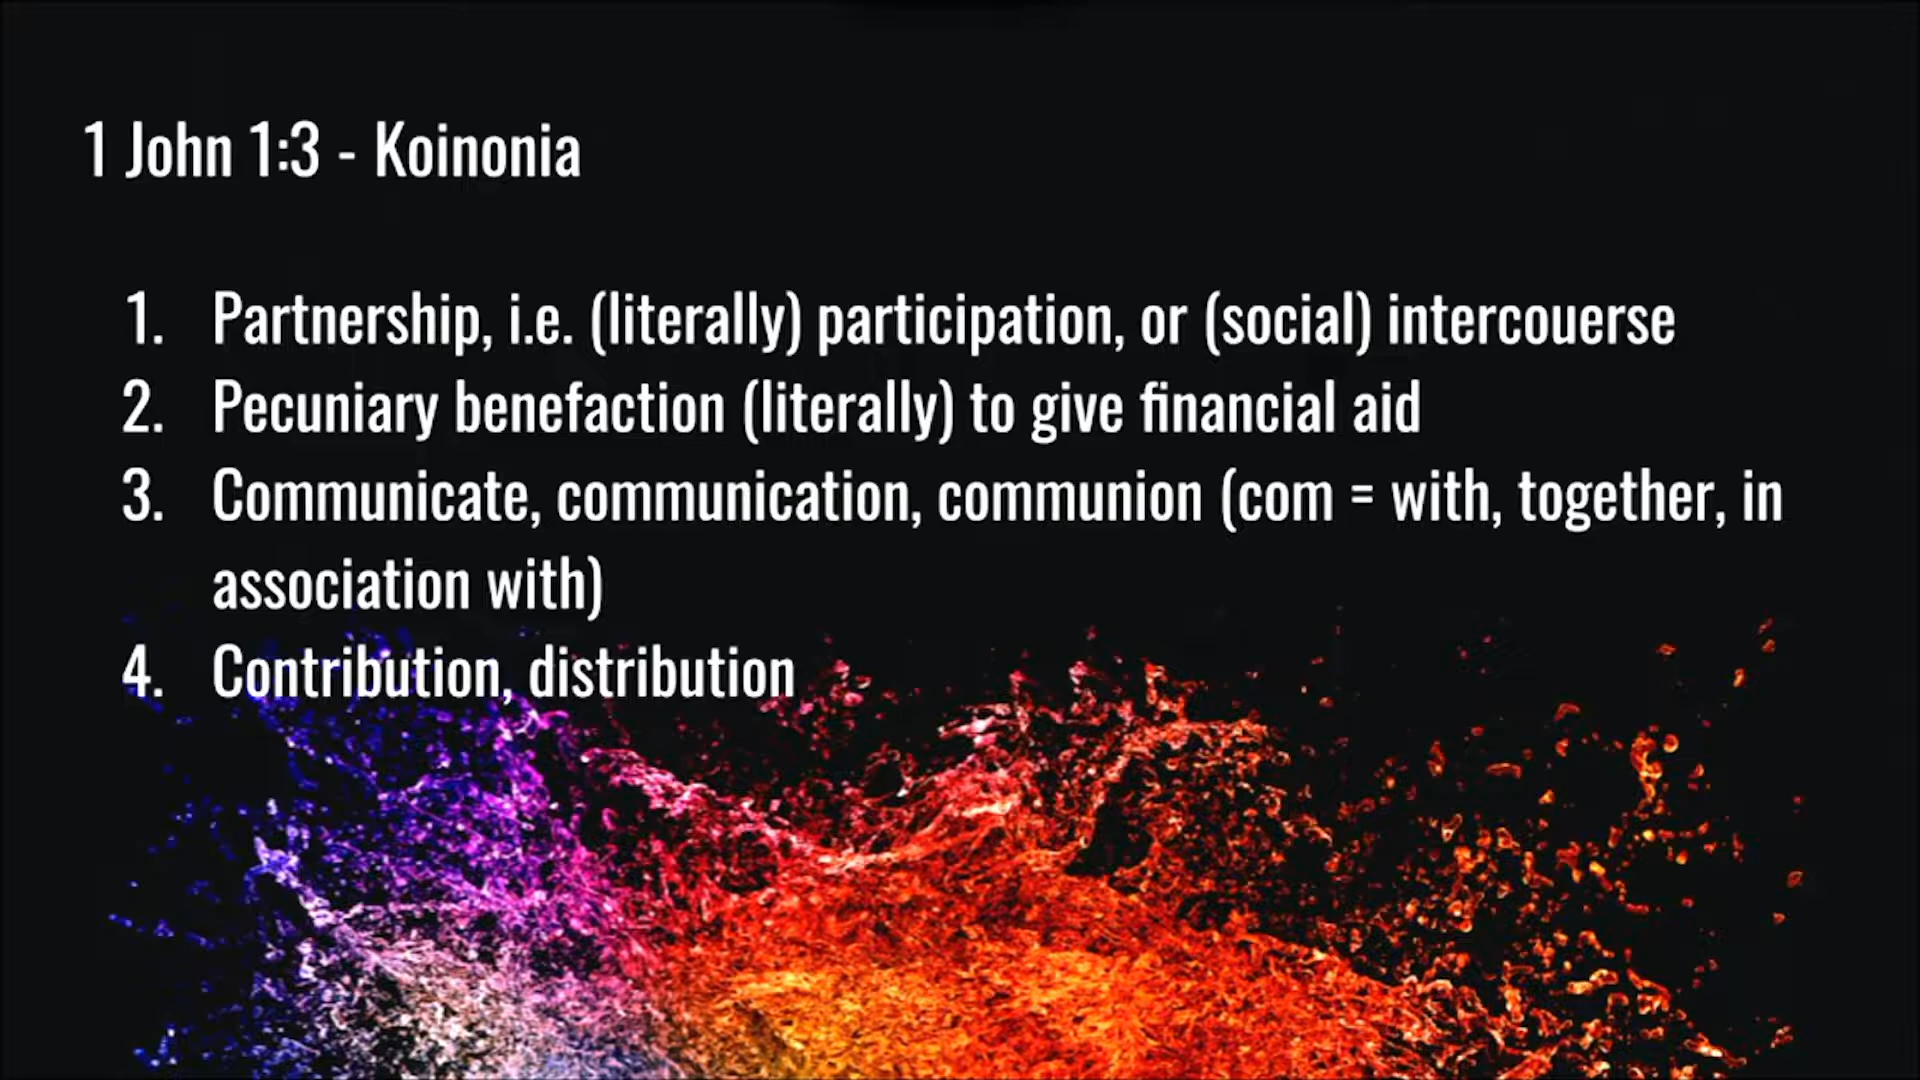 1 John 1:3 - Koinonia
1. Partnership, i.e. (literally) participation, or (social) intercouerse
2. Pecuniary benefaction (literally) to give financial aid
3. Communicate, communication, communion (com = with, together, in
association with)
4. Contribution, distribution